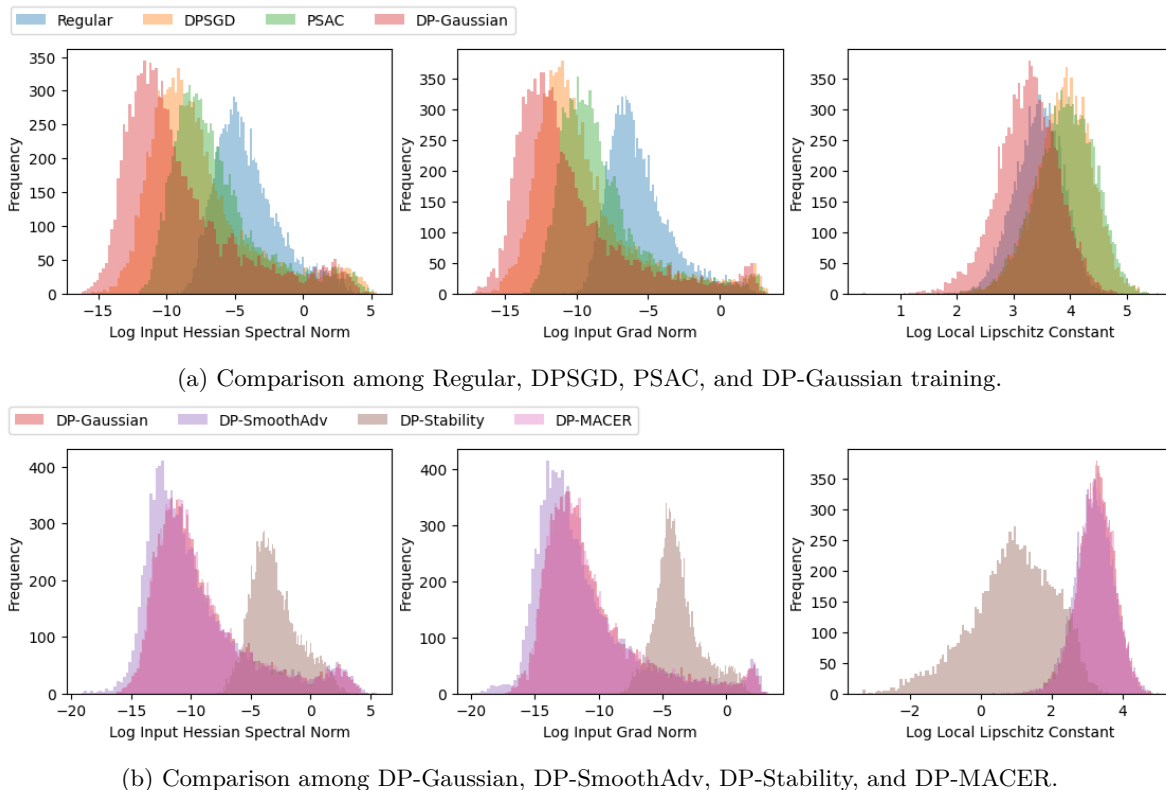 Regular DPSGD PSAC DP-Gaussian
350 300 250 200 150 100 50 0
Frequency
−15 −10 −5 0 5
Log Input Hessian Spectral Norm
350 300 250 200 150 100 50 0
Frequency
−15 −10 −5 0
Log Input Grad Norm
350 300 250 200 150 100 50 0
Frequency
1 2 3 4 5
Log Local Lipschitz Constant
(a) Comparison among Regular, DPSGD, PSAC, and DP-Gaussian training.
DP-Gaussian DP-SmoothAdv DP-Stability DP-MACER
400 300 200 100 0
Frequency
−20 −15 −10 −5 0 5
Log Input Hessian Spectral Norm
400 300 200 100 0
Frequency
−20 −15 −10 −5 0
Log Input Grad Norm
350 300 250 200 150 100 50 0
Frequency
−2 0 2 4
Log Local Lipschitz Constant
(b) Comparison among DP-Gaussian, DP-SmoothAdv, DP-Stability, and DP-MACER.